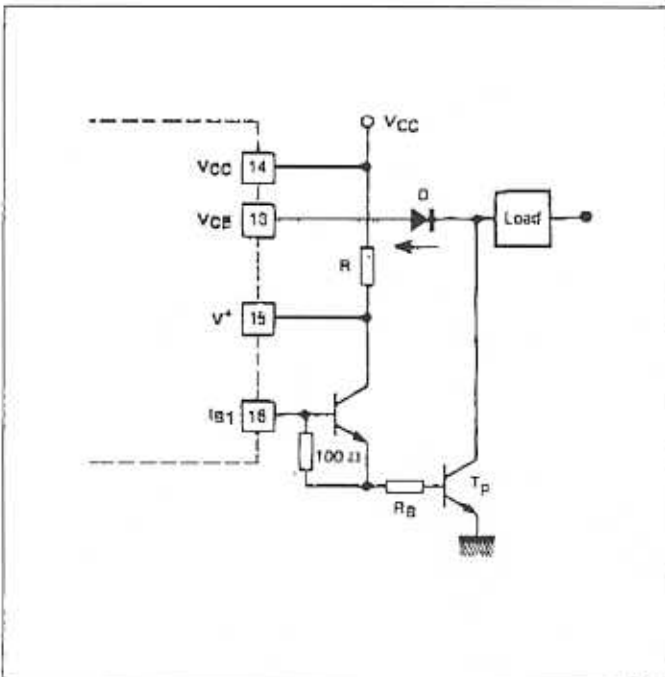 VCC
VCC 14
D
VCE 13
Load
R
V+ 15
IB1 16
100 Ω
RB
Tp